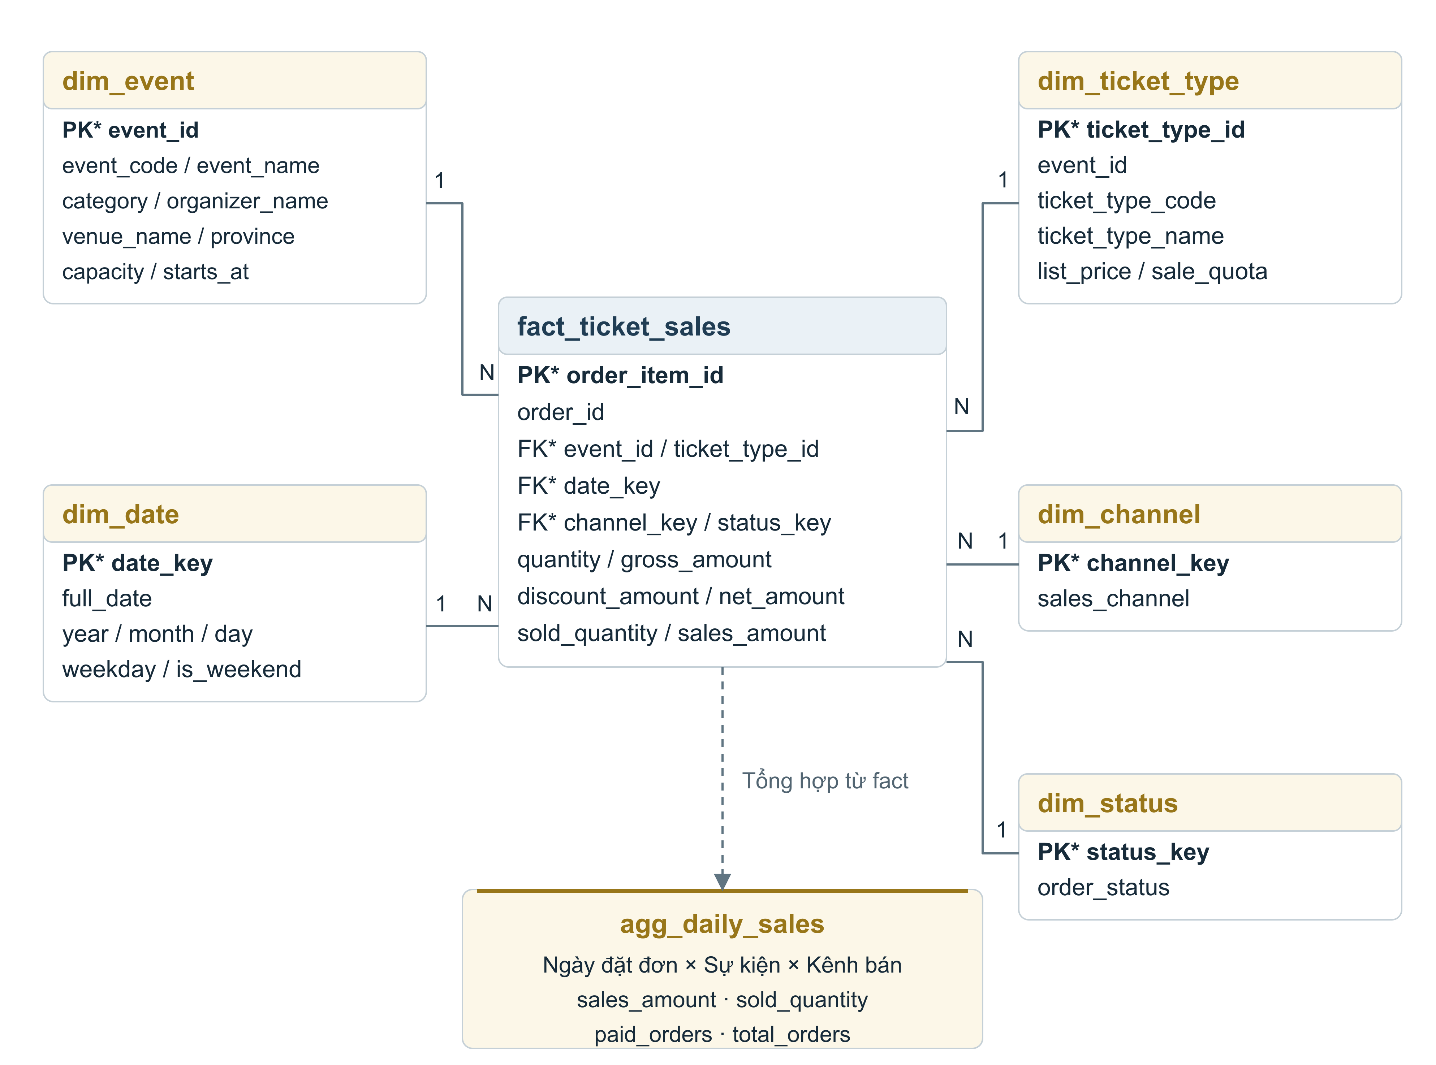 dim_event
PK* event_id
event_code / event_name
category / organizer_name
venue_name / province
capacity / starts_at
1
N
dim_ticket_type
PK* ticket_type_id
event_id
ticket_type_code
ticket_type_name
list_price / sale_quota
1
N
fact_ticket_sales
PK* order_item_id
order_id
FK* event_id / ticket_type_id
FK* date_key
FK* channel_key / status_key
quantity / gross_amount
discount_amount / net_amount
sold_quantity / sales_amount
dim_date
PK* date_key
full_date
year / month / day
weekday / is_weekend
1 N
dim_channel
PK* channel_key
sales_channel
N 1
N
1
dim_status
PK* status_key
order_status
Tổng hợp từ fact
agg_daily_sales
Ngày đặt đơn × Sự kiện × Kênh bán
sales_amount · sold_quantity
paid_orders · total_orders